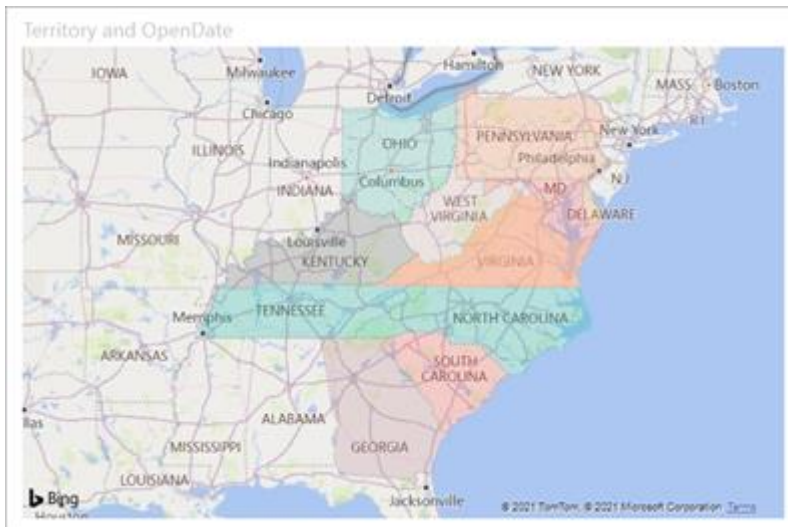 Territory and OpenDate
IOWA
Milwaukee
Hamilton
NEW YORK
Detroit
MASS
Boston
Chicago
R I
ILLINOIS
OHIO
PENNSYLVANIA
New York
Indianapolis
Philadelphia
Columbus
INDIANA
MD
N J
WEST
VIRGINIA
DELAWARE
MISSOURI
Louisville
KENTUCKY
VIRGINIA
TENNESSEE
Memphis
NORTH CAROLINA
ARKANSAS
SOUTH
CAROLINA
ALABAMA
llas
MISSISSIPPI
GEORGIA
LOUISIANA
Bing
Jacksonville
© 2021 TomTom, © 2021 Microsoft Corporation Terms
Houston